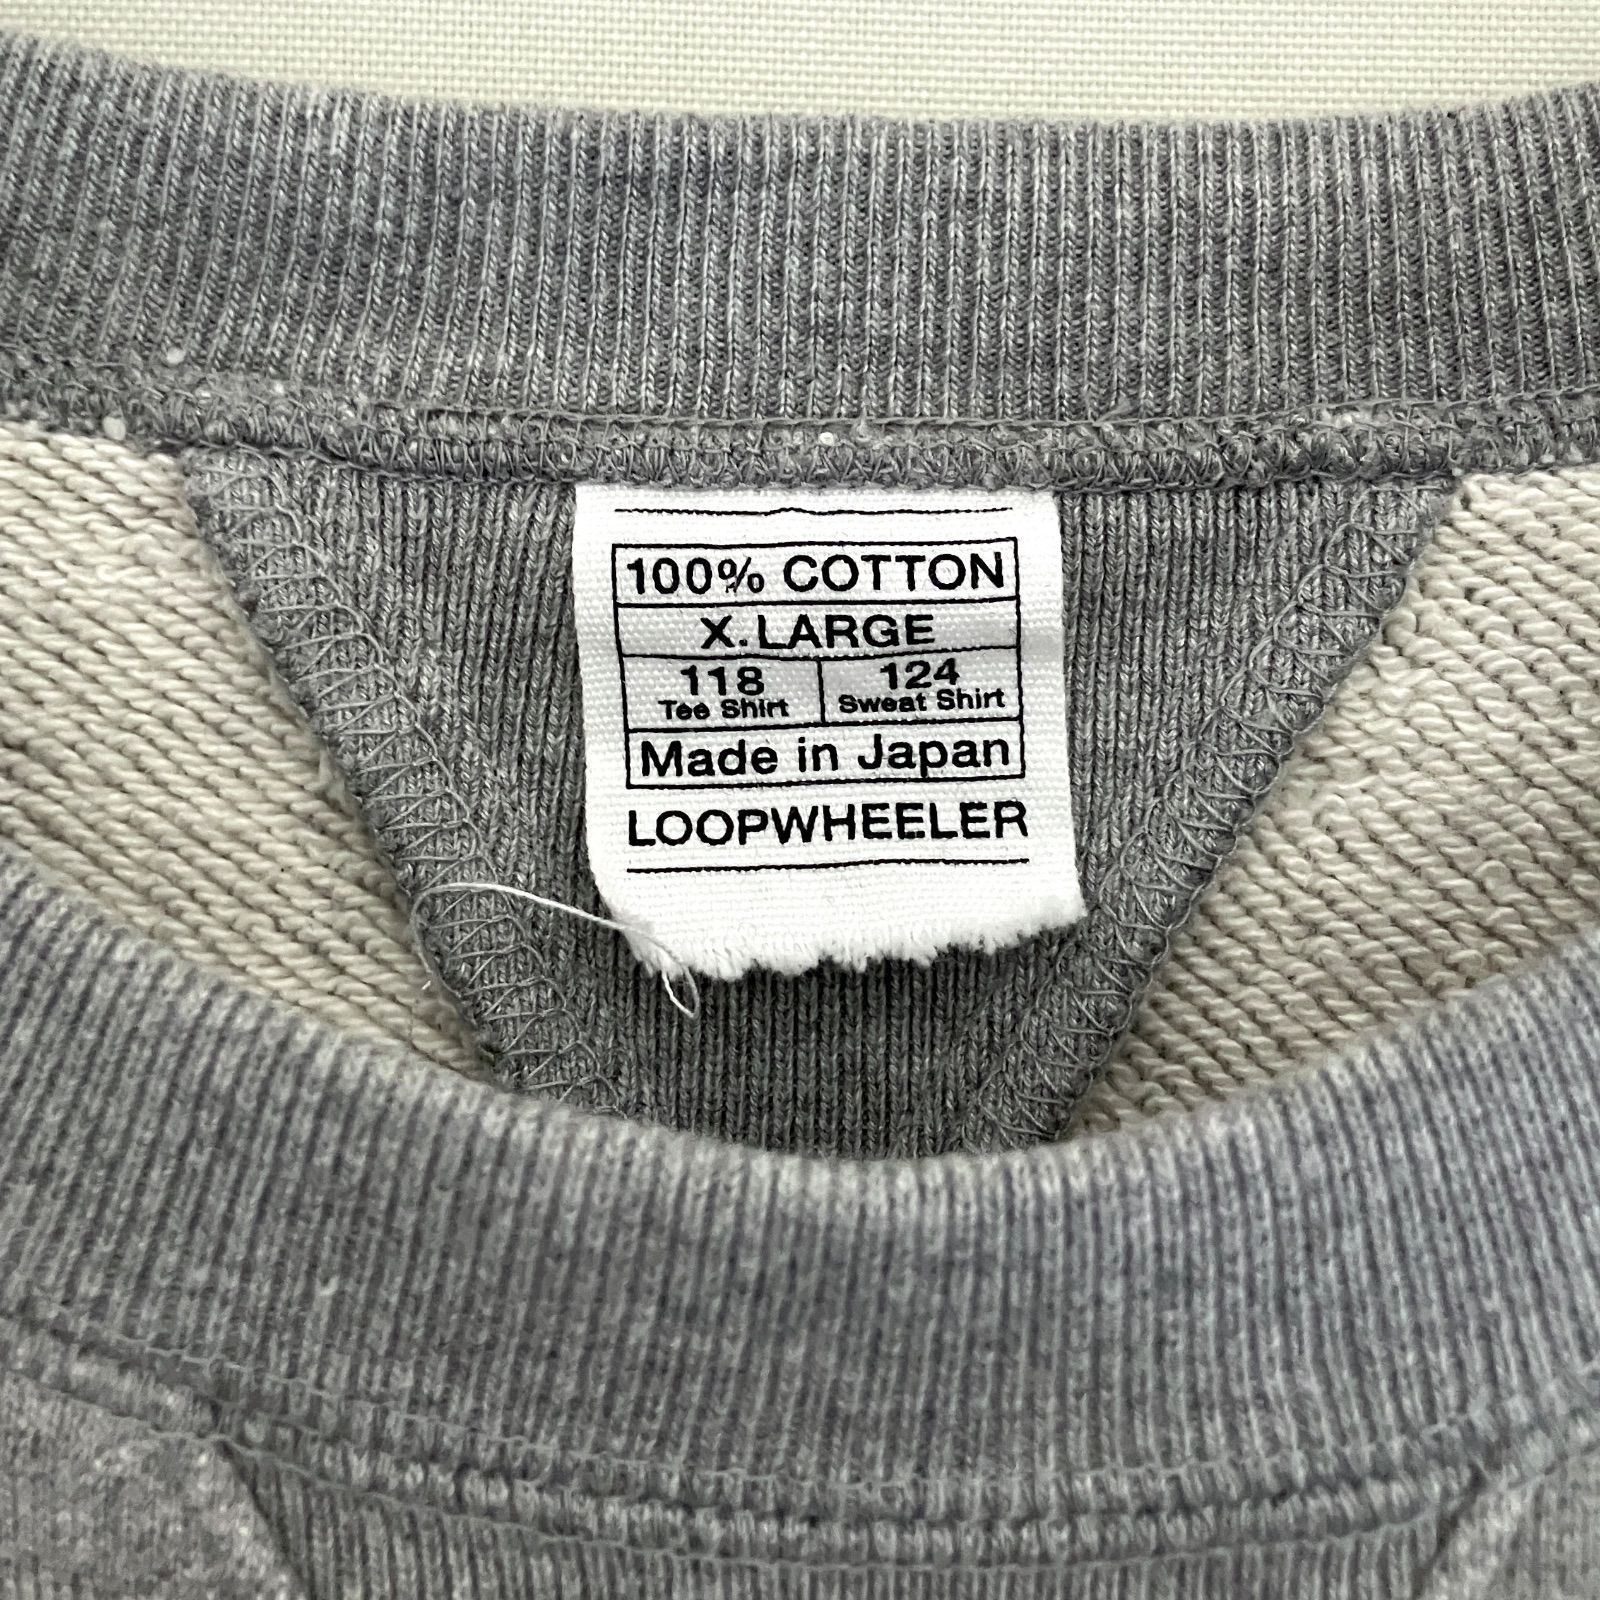 100% COTTON
X.LARGE
118 124
Tee Shirt Sweat Shirt
Made in Japan
LOOPWHEELER